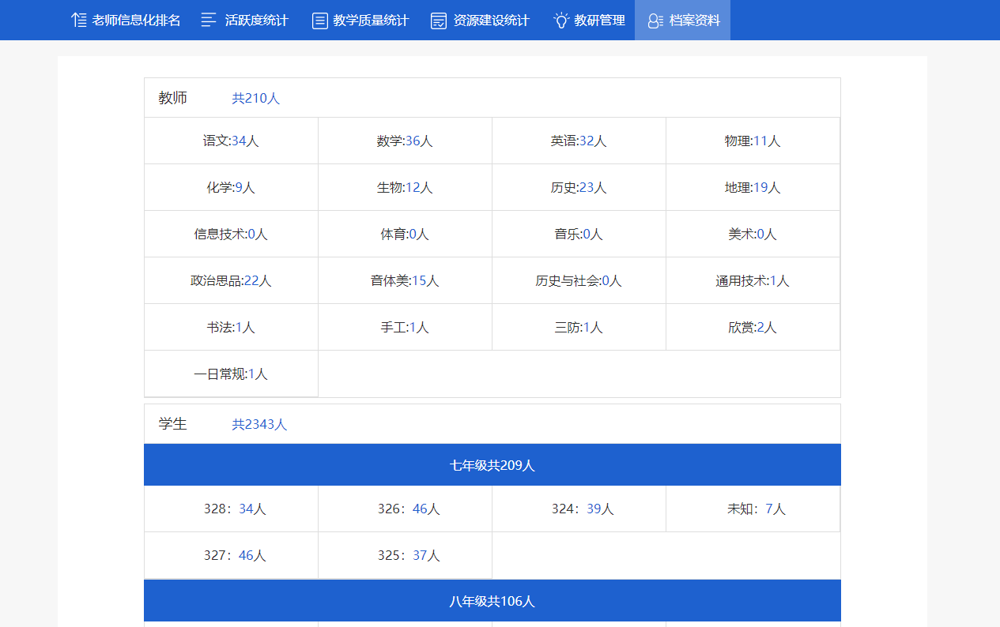 老师信息化排名 活跃度统计 教学质量统计 资源建设统计 教研管理 档案资料
教师 共210人
语文:34人 数学:36人 英语:32人 物理:11人
化学:9人 生物:12人 历史:23人 地理:19人
信息技术:0人 体育:0人 音乐:0人 美术:0人
政治思品:22人 音体美:15人 历史与社会:0人 通用技术:1人
书法:1人 手工:1人 三防:1人 欣赏:2人
一日常规:1人
学生 共2343人
七年级共209人
328：34人 326：46人 324：39人 未知：7人
327：46人 325：37人
八年级共106人